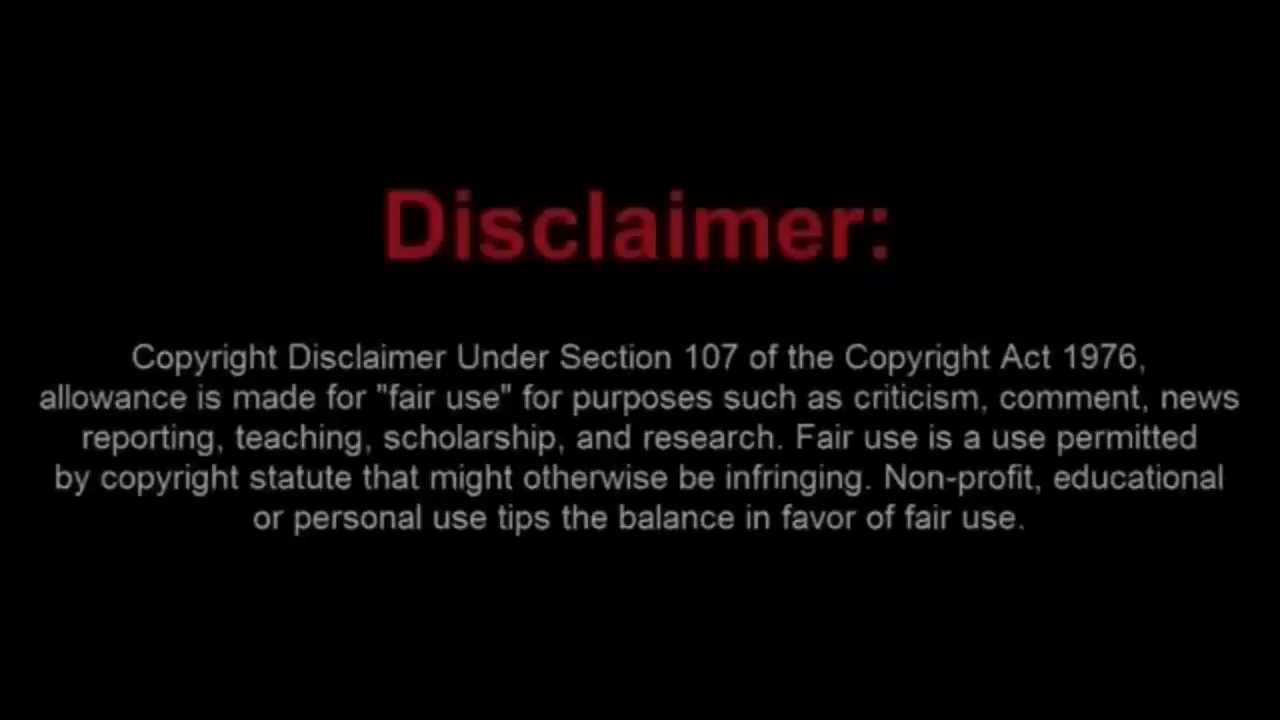 Disclaimer:
Copyright Disclaimer Under Section 107 of the Copyright Act 1976,
allowance is made for "fair use" for purposes such as criticism, comment, news
reporting, teaching, scholarship, and research. Fair use is a use permitted
by copyright statute that might otherwise be infringing. Non-profit, educational
or personal use tips the balance in favor of fair use.